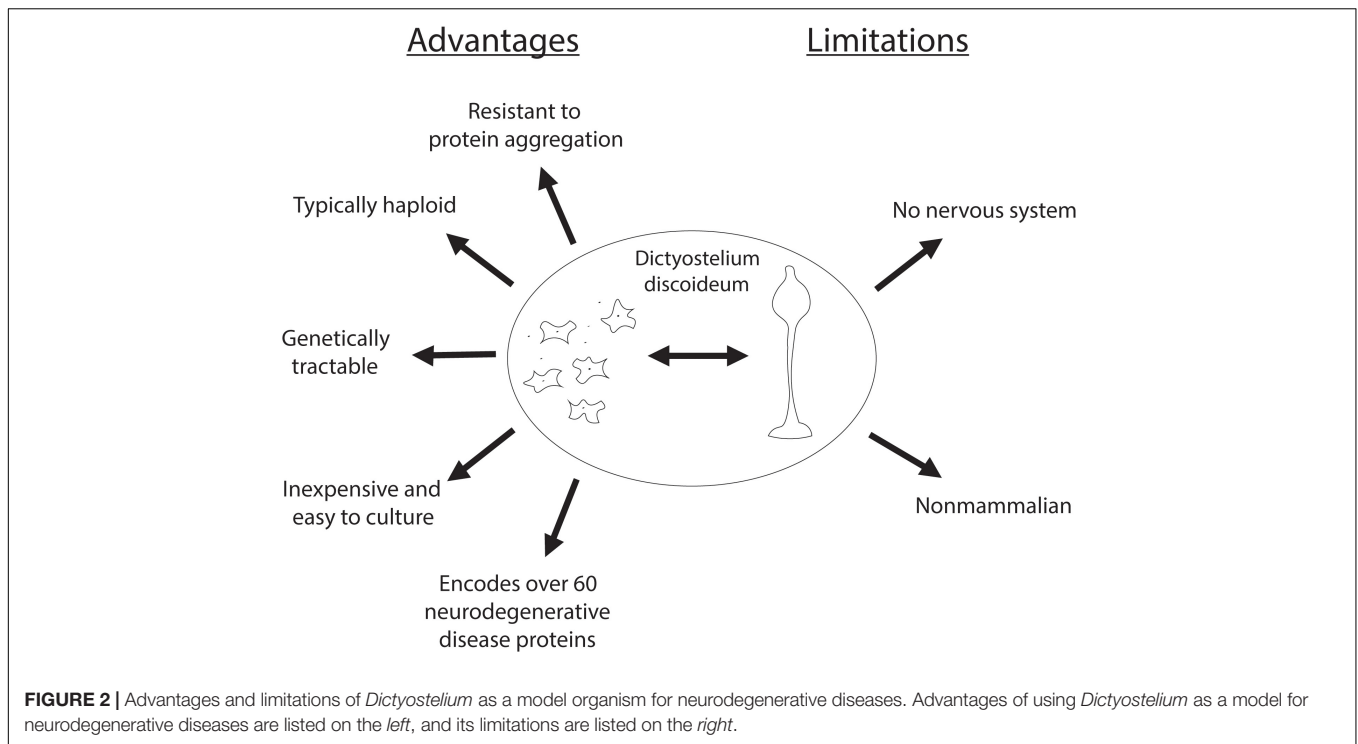 Advantages
Limitations
Resistant to
protein aggregation
Typically haploid
No nervous system
Dictyostelium
discoideum
Genetically
tractable
Inexpensive and
easy to culture
Nonmammalian
Encodes over 60
neurodegenerative
disease proteins
FIGURE 2 | Advantages and limitations of Dictyostelium as a model organism for neurodegenerative diseases. Advantages of using Dictyostelium as a model for
neurodegenerative diseases are listed on the left, and its limitations are listed on the right.